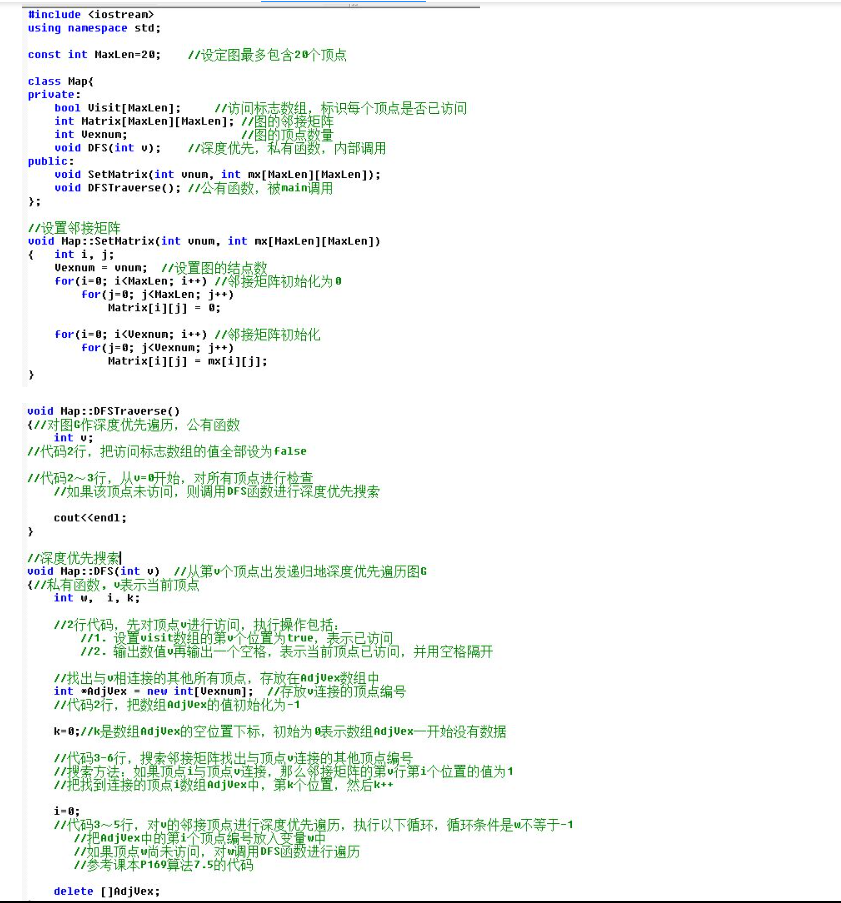 #include <iostream>
using namespace std;
const int MaxLen=20;    //设定图最多包含20个顶点
class Map{
private:
    bool Visit[MaxLen];     //访问标志数组，标识每个顶点是否已访问
    int Matrix[MaxLen][MaxLen]; //图的邻接矩阵
    int Vexnum;                 //图的顶点数量
    void DFS(int v);    //深度优先，私有函数，内部调用
public:
    void SetMatrix(int vnum, int mx[MaxLen][MaxLen]);
    void DFSTraverse(); //公有函数，被main调用
};
//设置邻接矩阵
void Map::SetMatrix(int vnum, int mx[MaxLen][MaxLen])
{   int i, j;
    Vexnum = vnum;  //设置图的结点数
    for(i=0; i<MaxLen; i++) //邻接矩阵初始化为0
        for(j=0; j<MaxLen; j++)
            Matrix[i][j] = 0;
    for(i=0; i<Vexnum; i++) //邻接矩阵初始化
        for(j=0; j<Vexnum; j++)
            Matrix[i][j] = mx[i][j];
}
void Map::DFSTraverse()
{//对图G作深度优先遍历，公有函数
    int v;
//代码2行，把访问标志数组的值全部设为false
//代码2～3行，从v=0开始，对所有顶点进行检查
    //如果该顶点未访问，则调用DFS函数进行深度优先搜索
    cout<<endl;
}
//深度优先搜索
void Map::DFS(int v)  //从第v个顶点出发递归地深度优先遍历图G
{//私有函数，v表示当前顶点
    int w,  i, k;
    //2行代码，先对顶点v进行访问，执行操作包括：
        //1. 设置visit数组的第v个位置为true，表示已访问
        //2. 输出数值v再输出一个空格，表示当前顶点已访问，并用空格隔开
    //找出与v相连接的其他所有顶点，存放在AdjVex数组中
    int *AdjVex = new int[Vexnum];  //存放v连接的顶点编号
    //代码2行，把数组AdjVex的值初始化为-1
    k=0;//k是数组AdjVex的空位置下标，初始为0表示数组AdjVex一开始没有数据
    //代码3-6行，搜索邻接矩阵找出与顶点v连接的其他顶点编号
    //搜索方法：如果顶点i与顶点v连接，那么邻接矩阵的第v行第i个位置的值为1
    //把找到连接的顶点i数组AdjVex中，第k个位置，然后k++
    i=0;
    //代码3～5行，对v的邻接顶点进行深度优先遍历，执行以下循环，循环条件是w不等于-1
       //把AdjVex中的第i个顶点编号放入变量w中
       //如果顶点w尚未访问，对w调用DFS函数进行遍历
       //参考课本P169算法7.5的代码
    delete []AdjVex;